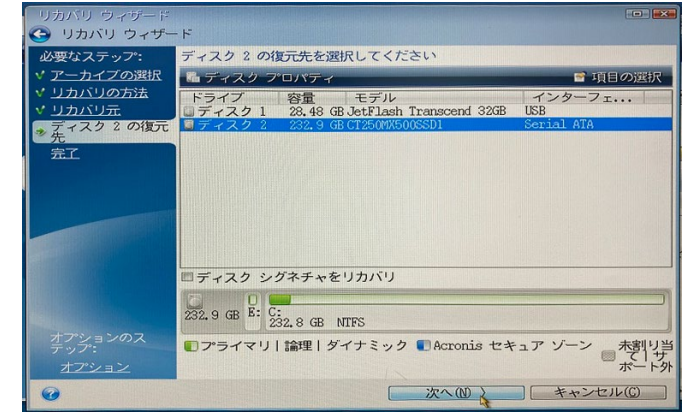 リカバリ ウィザード
リカバリ ウィザード
必要なステップ:
アーカイブの選択
リカバリの方法
リカバリ元
ディスク 2 の復元先
完了
オプションのステップ:
オプション
ディスク 2 の復元先を選択してください
ディスク プロパティ
項目の選択
ドライブ 容量 モデル インターフェ...
ディスク 1 28.48 GB JetFlash Transcend 32GB USB
ディスク 2 232.9 GB CT250MX500SSD1 Serial ATA
ディスク シグネチャをリカバリ
232.9 GB E: C:
232.8 GB NTFS
プライマリ | 論理 | ダイナミック Acronis セキュア ゾーン 未割り当て | サポート外
次へ(N) > キャンセル(C)